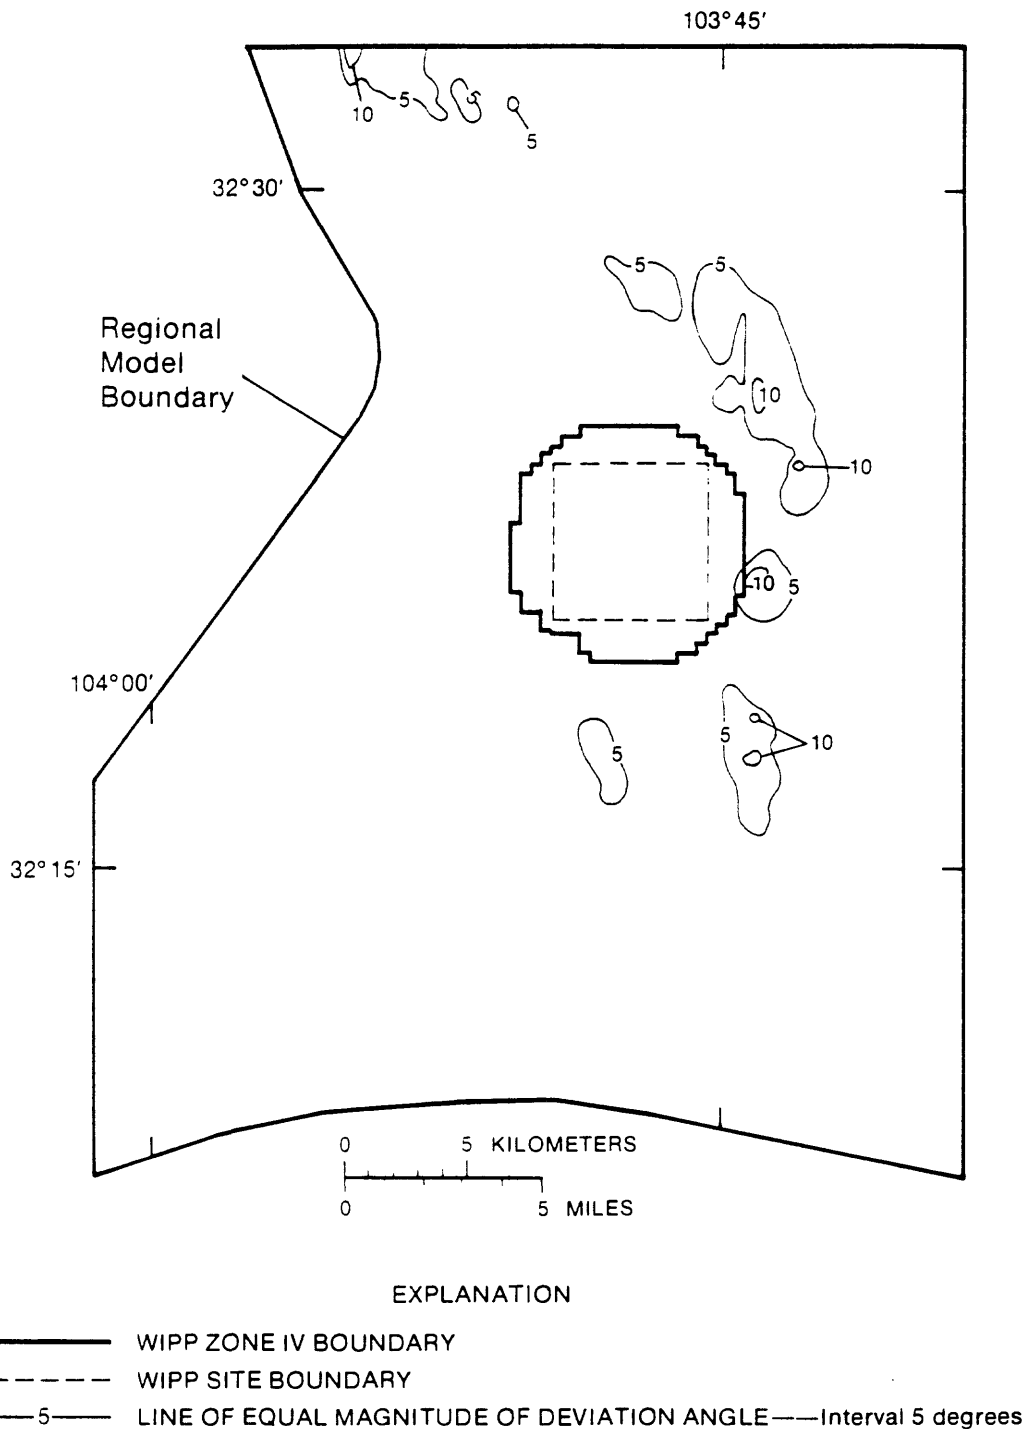 103°45′
10
5
5
5
32°30′
5
5
Regional
Model
Boundary
10
10
10
5
104°00′
5
10
5
32°15′
0 5 KILOMETERS
0 5 MILES
EXPLANATION
WIPP ZONE IV BOUNDARY
WIPP SITE BOUNDARY
5 LINE OF EQUAL MAGNITUDE OF DEVIATION ANGLE——Interval 5 degrees